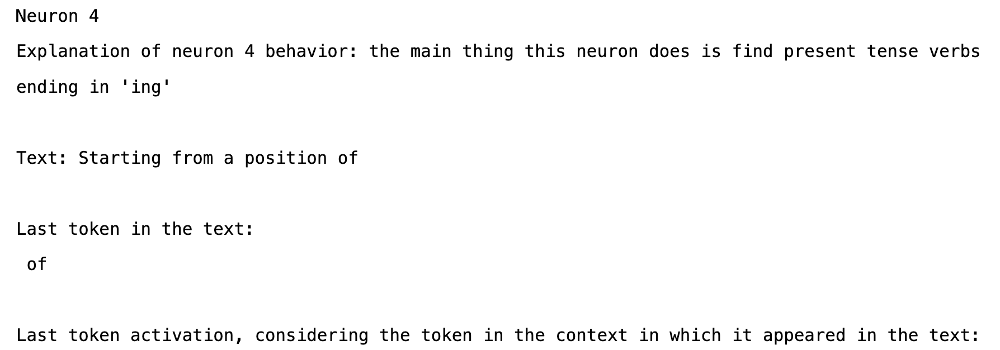 Neuron 4
Explanation of neuron 4 behavior: the main thing this neuron does is find present tense verbs
ending in 'ing'
Text: Starting from a position of
Last token in the text:
of
Last token activation, considering the token in the context in which it appeared in the text: